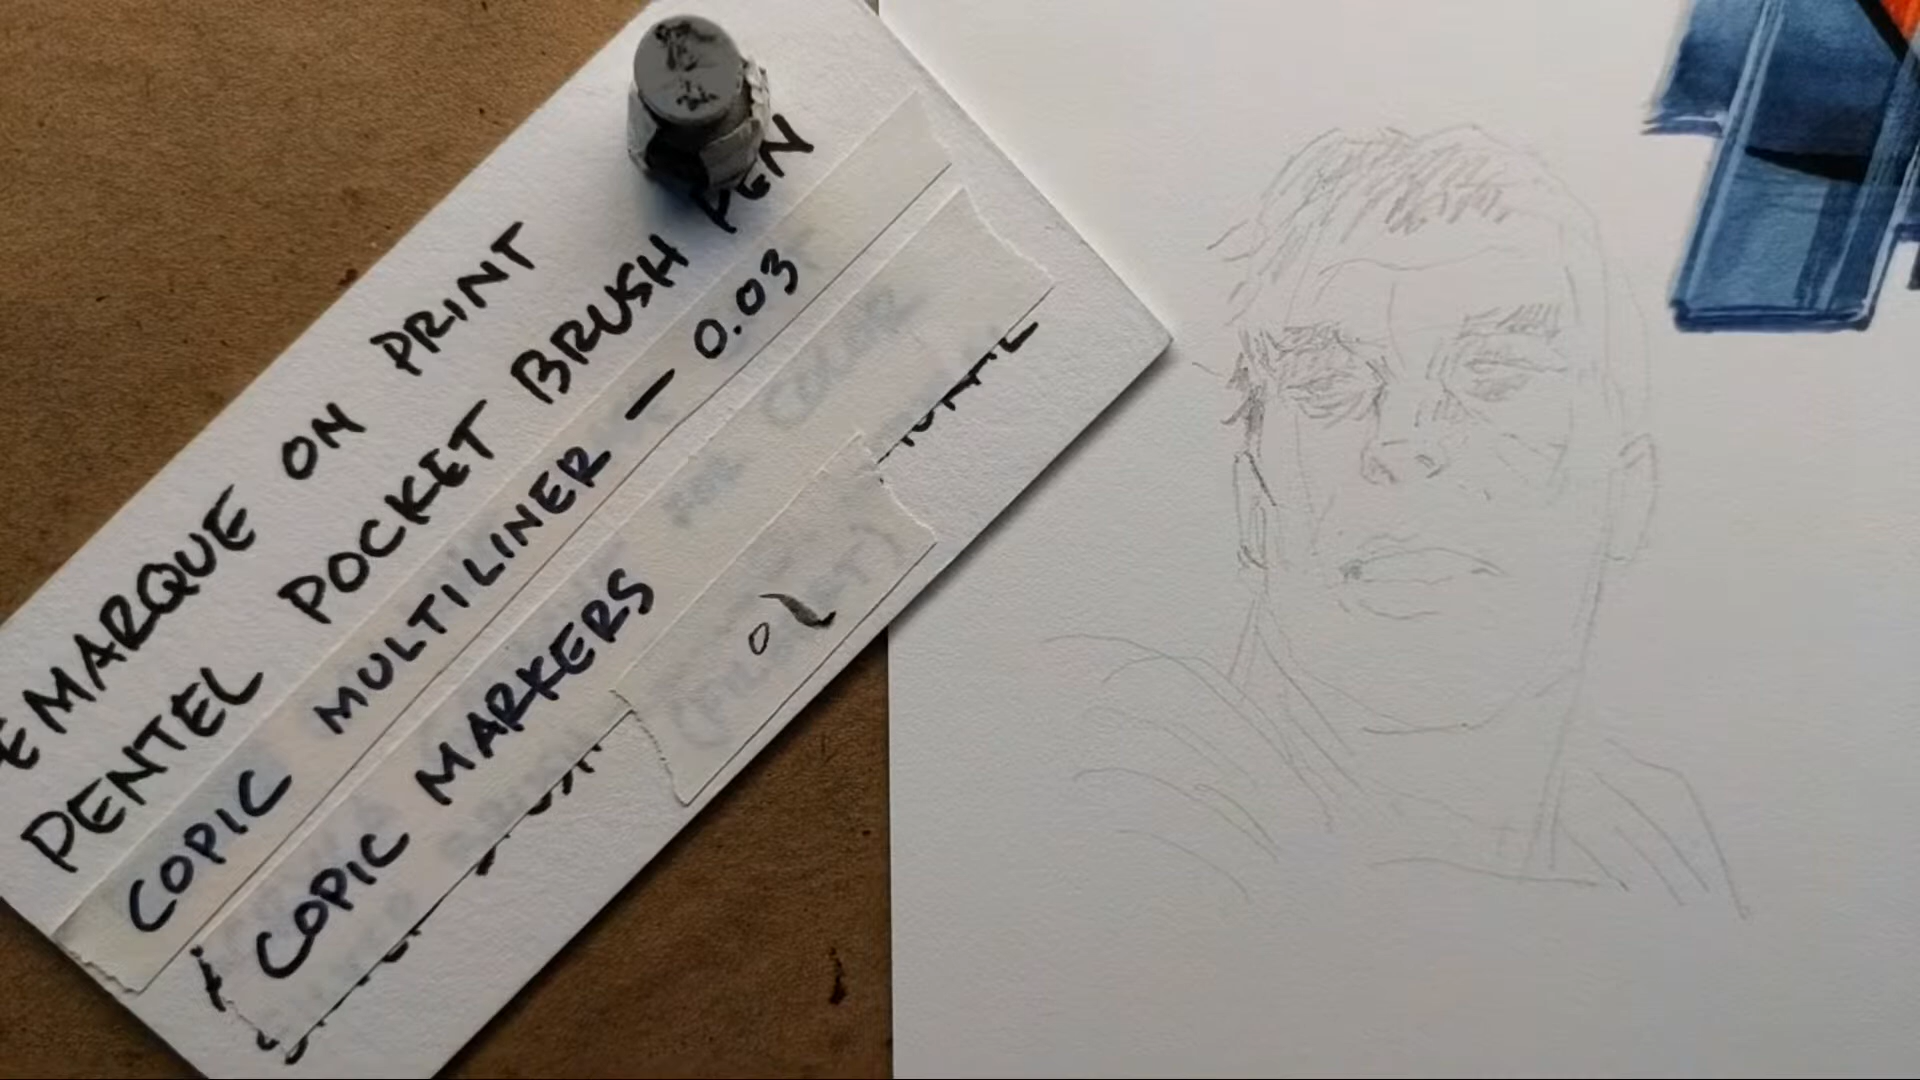 EMARQUE ON PRINT
PENTEL POCKET BRUSH PEN
COPIC MULTILINER - 0.03
COPIC MARKERS